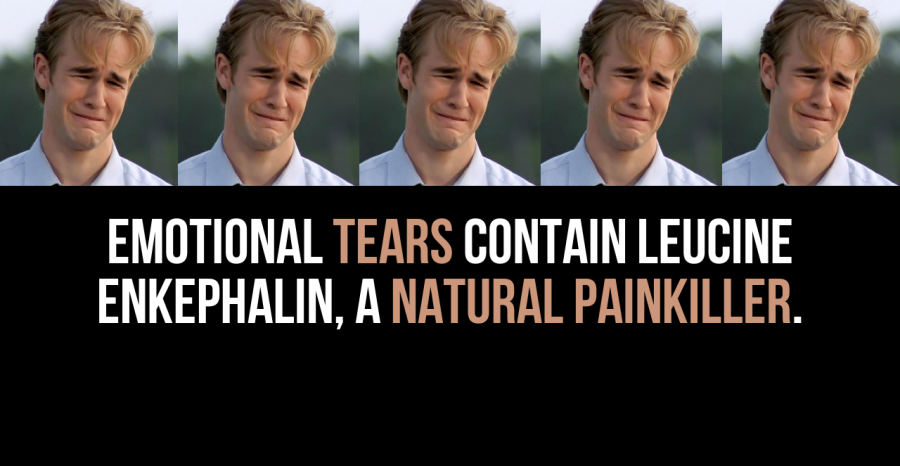 EMOTIONAL TEARS CONTAIN LEUCINE
ENKEPHALIN, A NATURAL PAINKILLER.